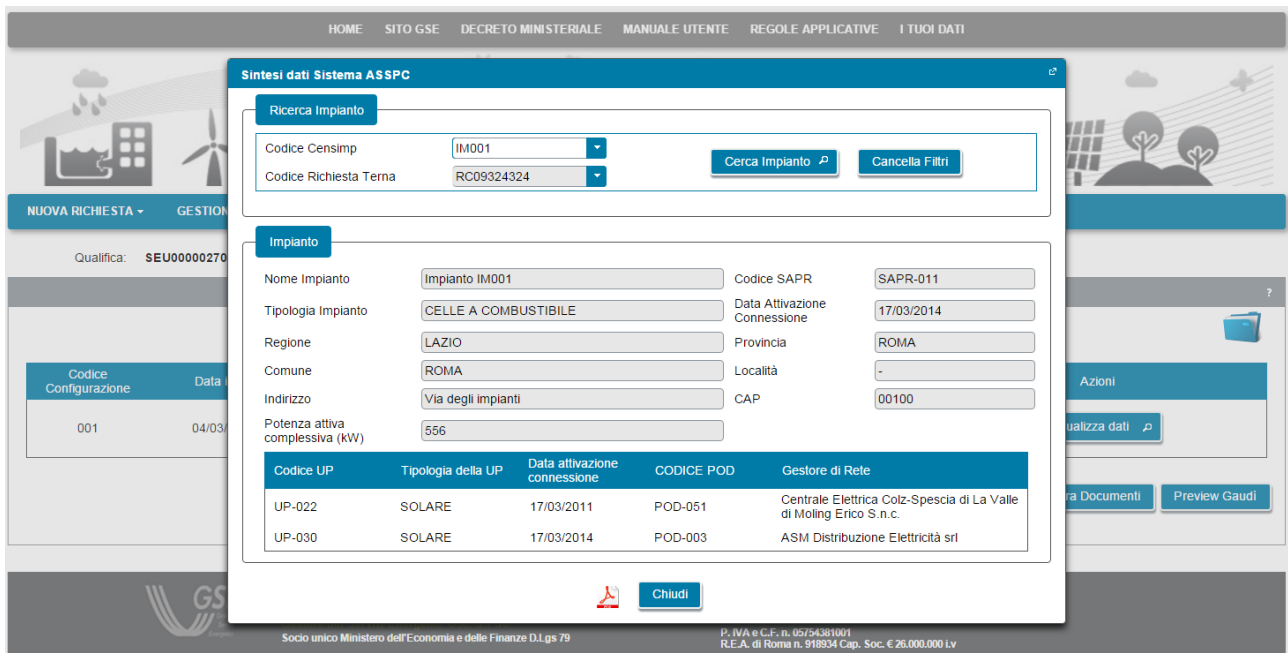 HOME SITO GSE DECRETO MINISTERIALE MANUALE UTENTE REGOLE APPLICATIVE I TUOI DATI
Sintesi dati Sistema ASSPC
Ricerca Impianto
Codice Censimp IM001 Cerca Impianto Cancella Filtri
Codice Richiesta Terna RC09324324
NUOVA RICHIESTA GESTION
Impianto
Qualifica: SEU00000270
Nome Impianto Impianto IM001 Codice SAPR SAPR-011
?
Tipologia Impianto CELLE A COMBUSTIBILE Data Attivazione
Connessione 17/03/2014
Regione LAZIO Provincia ROMA
Comune ROMA Località -
Codice
Configurazione Data i Azioni
Indirizzo Via degli impianti CAP 00100
001 04/03/ ualizza dati
Potenza attiva
complessiva (kW) 556
Codice UP Tipologia della UP Data attivazione
connessione CODICE POD Gestore di Rete
UP-022 SOLARE 17/03/2011 POD-051 Centrale Elettrica Colz-Spescia di La Valle
di Moling Erico S.n.c.
ra Documenti Preview Gaudì
UP-030 SOLARE 17/03/2014 POD-003 ASM Distribuzione Elettricità srl
Chiudi
GS
Socio unico Ministero dell'Economia e delle Finanze D.Lgs 79
P. IVA e C.F. n. 05754381001
R.E.A. di Roma n. 918934 Cap. Soc. € 26.000.000 i.v